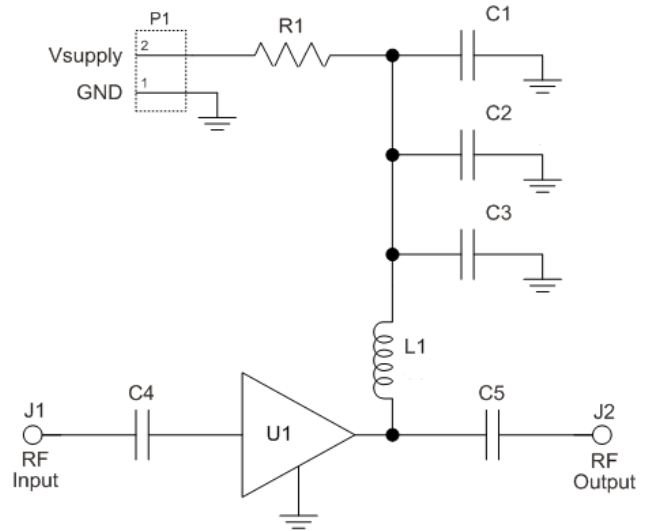 P1
Vsupply 2
GND 1
R1
C1
C2
C3
L1
C4
C5
U1
J1
RF
Input
J2
RF
Output